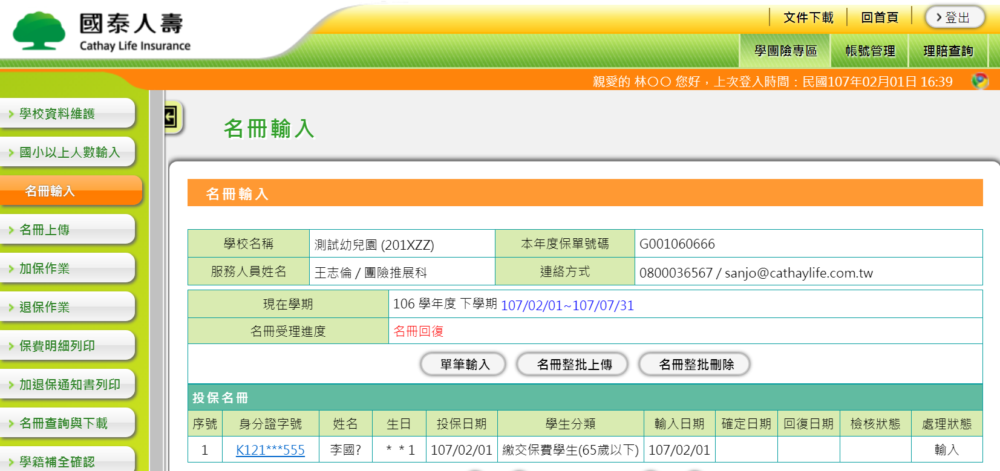 國泰人壽
Cathay Life Insurance
文件下載
回首頁
登出
學團險專區
帳號管理
理賠查詢
親愛的 林〇〇 您好，上次登入時間：民國107年02月01日 16:39
學校資料維護
國小以上人數輸入
名冊輸入
名冊上傳
加保作業
退保作業
保費明細列印
加退保通知書列印
名冊查詢與下載
學籍補全確認
名冊輸入
名冊輸入
學校名稱 測試幼兒園 (201XZZ) 本年度保單號碼 G001060666
服務人員姓名 王志倫 / 團險推展科 連絡方式 0800036567 / sanjo@cathaylife.com.tw
現在學期 106 學年度 下學期 107/02/01~107/07/31
名冊受理進度 名冊回復
單筆輸入 名冊整批上傳 名冊整批刪除
投保名冊
序號 身分證字號 姓名 生日 投保日期 學生分類 輸入日期 確定日期 回復日期 檢核狀態 處理狀態
1 K121***555 李國? * * 1 107/02/01 繳交保費學生(65歲以下) 107/02/01 輸入